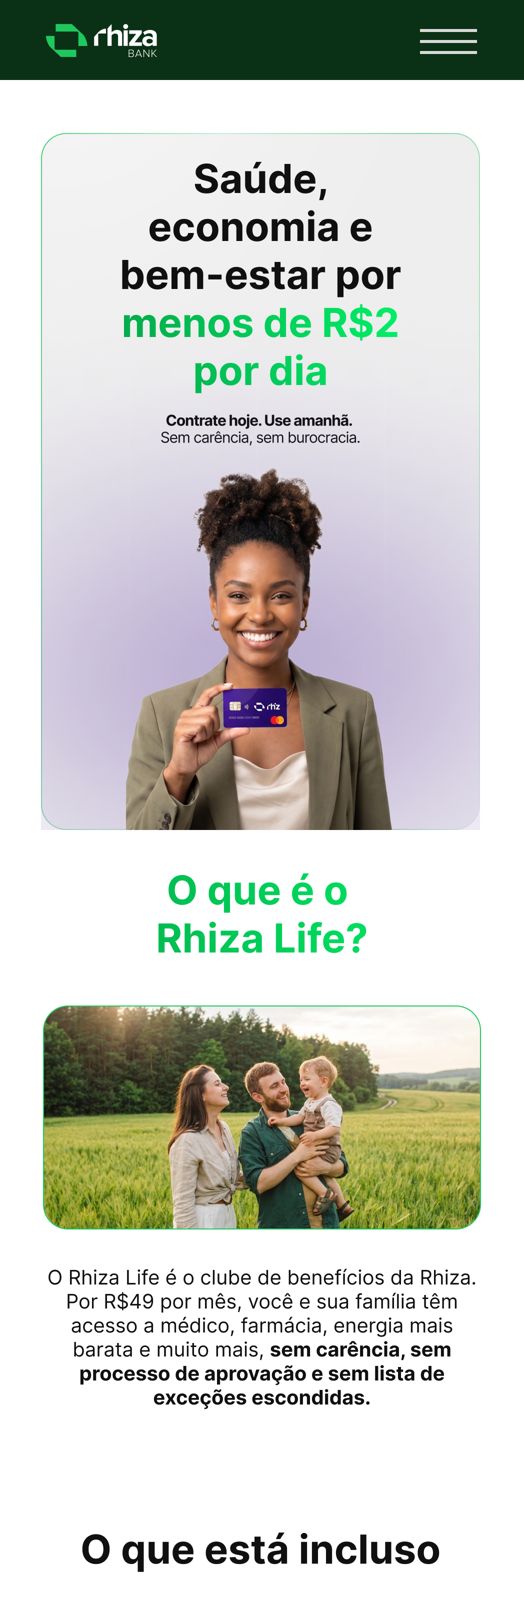 rhiza
BANK
Saúde,
economia e
bem-estar por
menos de R$2
por dia
Contrate hoje. Use amanhã.
Sem carência, sem burocracia.
O que é o
Rhiza Life?
O Rhiza Life é o clube de benefícios da Rhiza.
Por R$49 por mês, você e sua família têm
acesso a médico, farmácia, energia mais
barata e muito mais, sem carência, sem
processo de aprovação e sem lista de
exceções escondidas.
O que está incluso